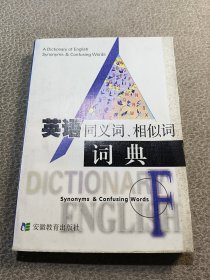 A Dictionary of English
Synonyms & Confusing Words
英语同义词、相似词
词典
DICTIONARY
Synonyms & Confusing Words
F
ENGLISH
安徽教育出版社